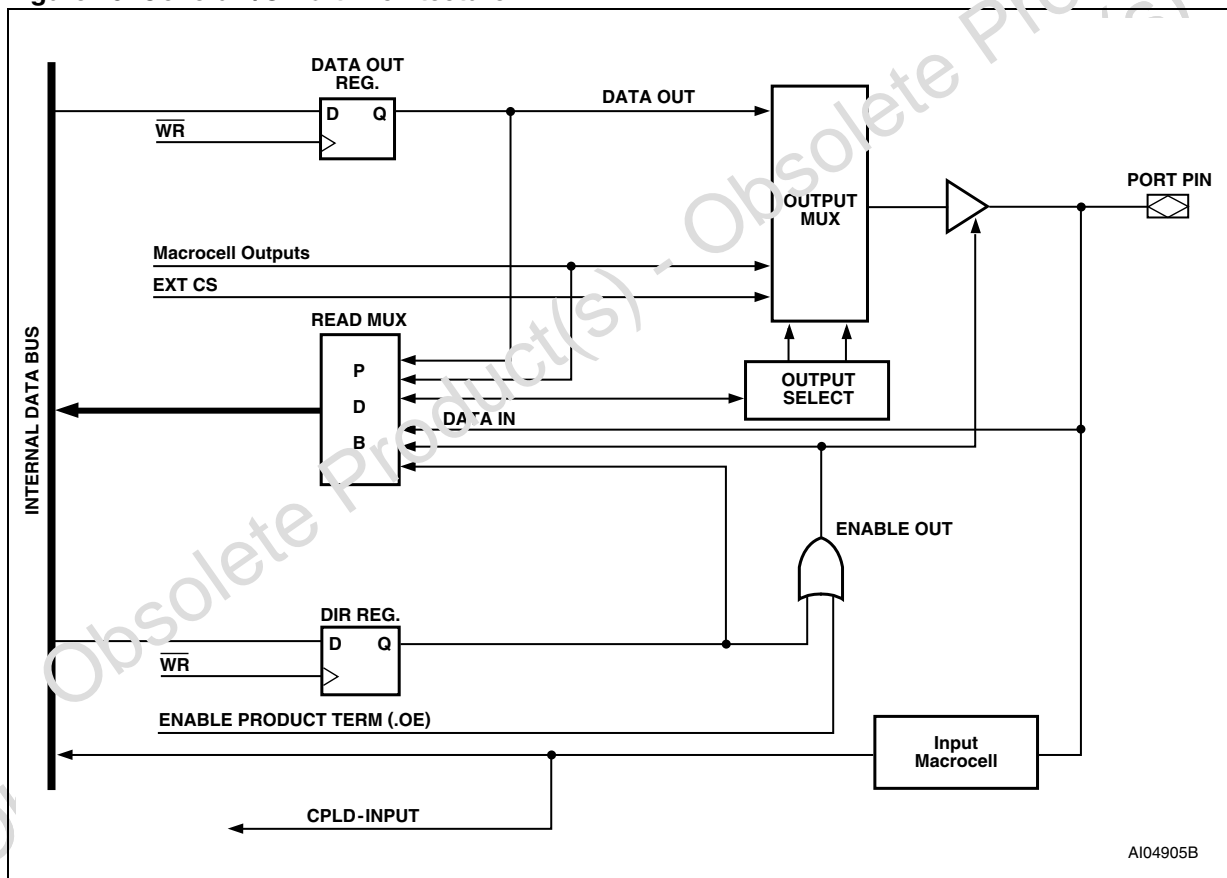 DATA OUT
REG.
D Q
WR
DATA OUT
OUTPUT
MUX
PORT PIN
Macrocell Outputs
EXT CS
READ MUX
P
D
B
OUTPUT
SELECT
DATA IN
INTERNAL DATA BUS
ENABLE OUT
DIR REG.
D Q
WR
ENABLE PRODUCT TERM (.OE)
Input
Macrocell
CPLD-INPUT
AI04905B
Obsolete Product(s) - Obsolete